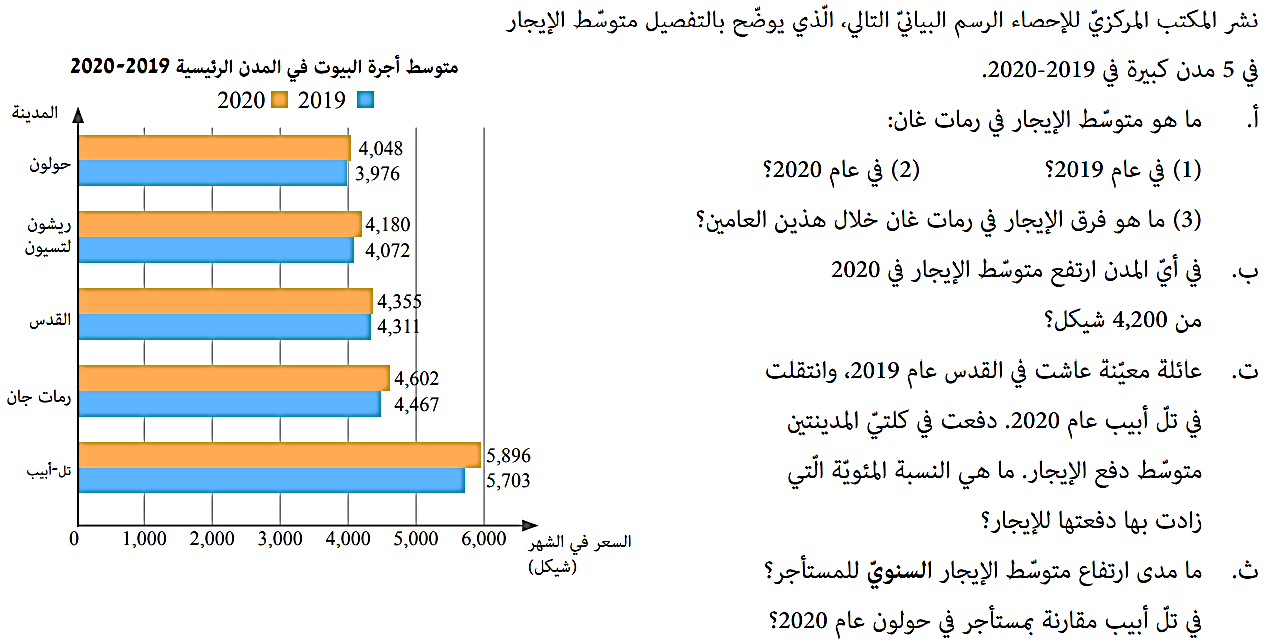 نشر المكتب المركزيّ للإحصاء الرسم البيانيّ التالي، الّذي يوضّح بالتفصيل متوسّط الإيجار
في 5 مدن كبيرة في 2019-2020.
أ. ما هو متوسّط الإيجار في رمات غان:
(1) في عام 2019؟ (2) في عام 2020؟
(3) ما هو فرق الإيجار في رمات غان خلال هذين العامين؟
ب. في أيّ المدن ارتفع متوسّط الإيجار في 2020
من 4,200 شيكل؟
ت. عائلة معيّنة عاشت في القدس عام 2019، وانتقلت
في تلّ أبيب عام 2020. دفعت في كلتيّ المدينتين
متوسّط دفع الإيجار. ما هي النسبة المئويّة الّتي
زادت بها دفعتها للإيجار؟
ث. ما مدى ارتفاع متوسّط الإيجار السنويّ للمستأجر؟
في تلّ أبيب مقارنة بمستأجر في حولون عام 2020؟
متوسط أجرة البيوت في المدن الرئيسية 2019-2020
2019 2020
المدينة
حولون
4,048
3,976
ريشون
لتسيون
4,180
4,072
القدس
4,355
4,311
رمات جان
4,602
4,467
تل-أبيب
5,896
5,703
0 1,000 2,000 3,000 4,000 5,000 6,000
السعر في الشهر
(شيكل)